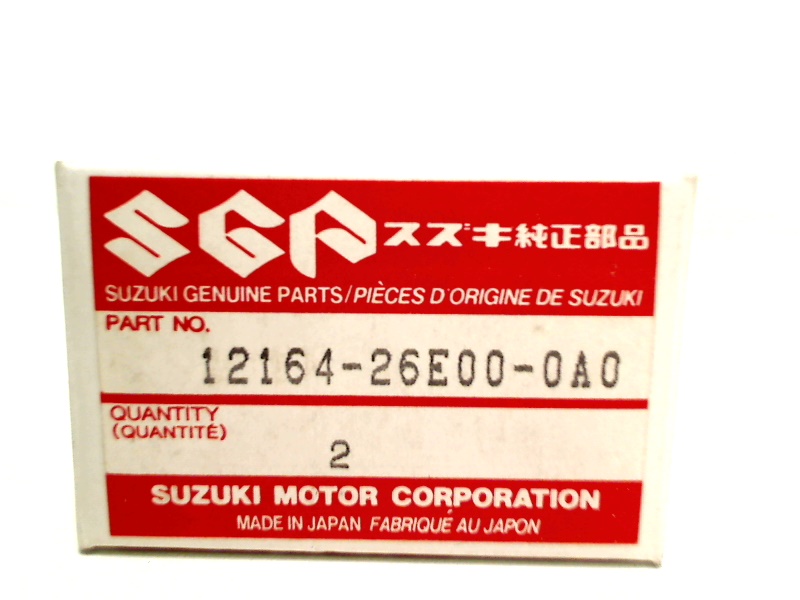 SGP スズキ純正部品
SUZUKI GENUINE PARTS/PIÈCES D'ORIGINE DE SUZUKI
PART NO.
12164-26E00-0A0
QUANTITY
(QUANTITÉ)
2
SUZUKI MOTOR CORPORATION
MADE IN JAPAN FABRIQUÉ AU JAPON